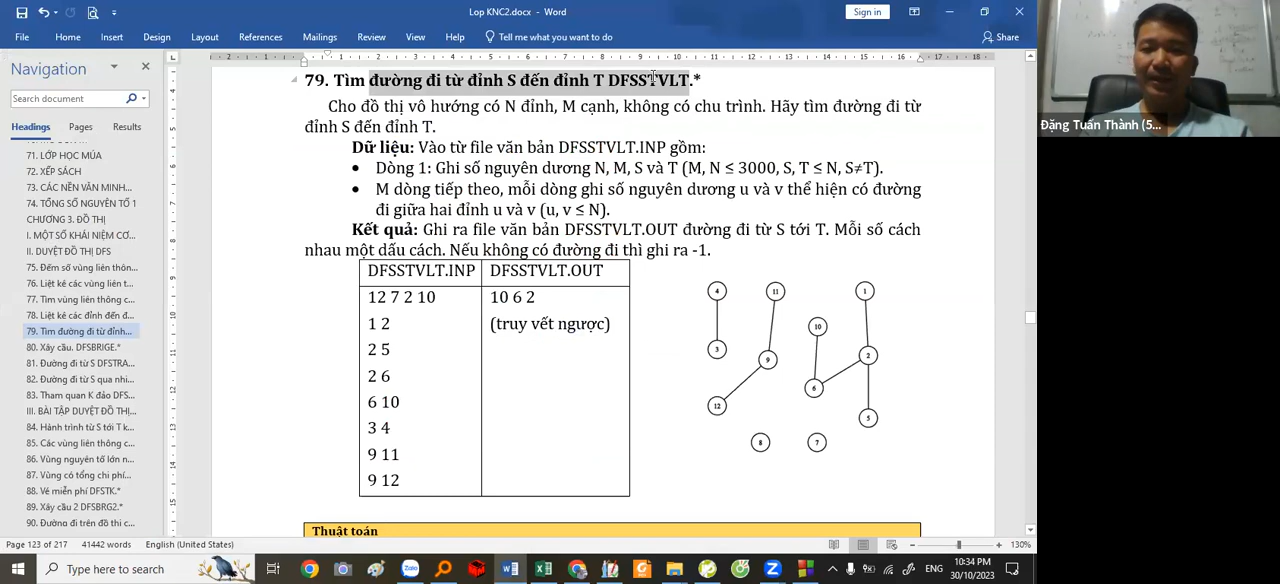 Lop KNC2.docx - Word
Sign in
File Home Insert Design Layout References Mailings Review View Help Tell me what you want to do Share
Navigation
Search document
Headings Pages Results
71. LỚP HỌC MÚA
72. XẾP SÁCH
73. CÁC NỀN VĂN MINH...
74. TỔNG SỐ NGUYÊN TỐ 1
CHƯƠNG 3. ĐỒ THỊ
I. MỘT SỐ KHÁI NIỆM CƠ...
II. DUYỆT ĐỒ THỊ DFS
75. Đếm số vùng liên thôn...
76. Liệt kê các vùng liên t...
77. Tìm vùng liên thông c...
78. Liệt kê các đỉnh đến đ...
79. Tìm đường đi từ đỉnh...
80. Xây cầu. DFSBRIGE.*
81. Đường đi từ S DFSTRA...
82. Đường đi từ S qua nhi...
83. Tham quan K đảo DFS...
III. BÀI TẬP DUYỆT ĐỒ THỊ...
84. Hành trình từ S tới T k...
85. Các vùng liên thông c...
86. Vùng nguyên tố lớn n...
87. Vùng có tổng chi phí...
88. Vé miễn phí DFSTK.*
89. Xây cầu 2 DFSBRG2.*
90. Đường đi trên đồ thị c...
79. Tìm đường đi từ đỉnh S đến đỉnh T DFSSTVLT.*
Cho đồ thị vô hướng có N đỉnh, M cạnh, không có chu trình. Hãy tìm đường đi từ
đỉnh S đến đỉnh T.
Dữ liệu: Vào từ file văn bản DFSSTVLT.INP gồm:
• Dòng 1: Ghi số nguyên dương N, M, S và T (M, N ≤ 3000, S, T ≤ N, S≠T).
• M dòng tiếp theo, mỗi dòng ghi số nguyên dương u và v thể hiện có đường
đi giữa hai đỉnh u và v (u, v ≤ N).
Kết quả: Ghi ra file văn bản DFSSTVLT.OUT đường đi từ S tới T. Mỗi số cách
nhau một dấu cách. Nếu không có đường đi thì ghi ra -1.
DFSSTVLT.INP DFSSTVLT.OUT
12 7 2 10 10 6 2
1 2 (truy vết ngược)
2 5
2 6
6 10
3 4
9 11
9 12
4 11 1
10
3 9 2
12 6 5
8 7
Thuật toán
Đặng Tuấn Thành (5...
Page 123 of 217 41442 words English (United States) 130%
Type here to search
ENG
10:34 PM
30/10/2023